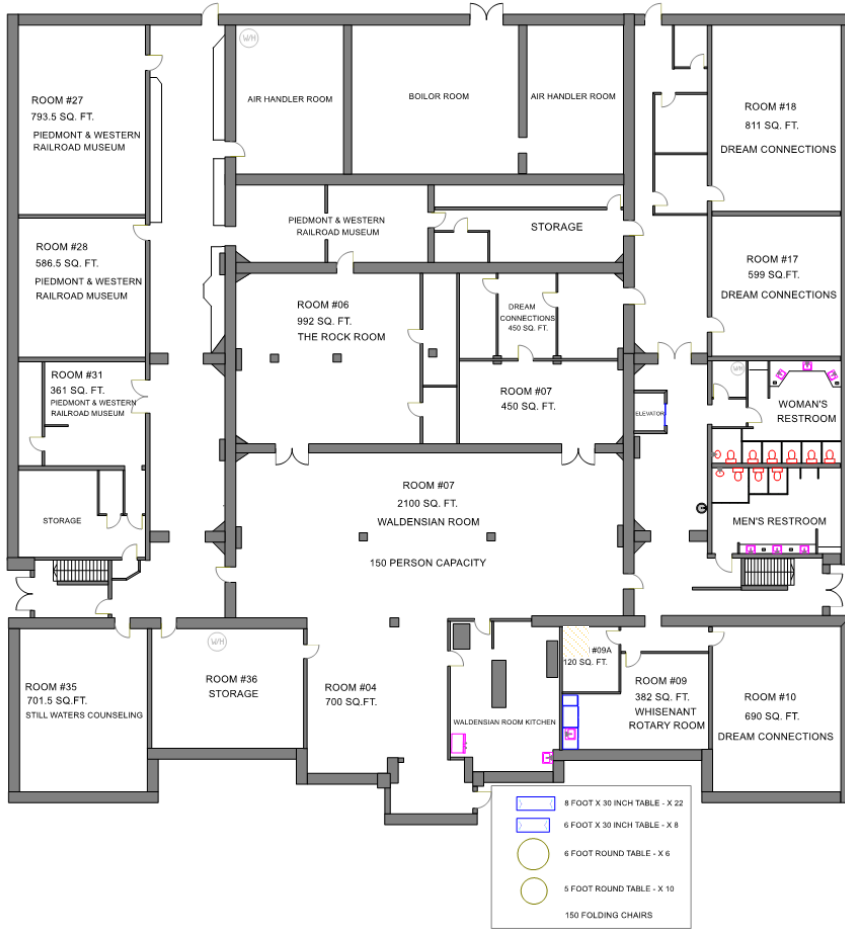 W/H
AIR HANDLER ROOM
BOILOR ROOM
AIR HANDLER ROOM
ROOM #27
793.5 SQ. FT.
PIEDMONT & WESTERN
RAILROAD MUSEUM
ROOM #18
811 SQ. FT.
DREAM CONNECTIONS
PIEDMONT & WESTERN
RAILROAD MUSEUM
STORAGE
ROOM #28
586.5 SQ. FT.
PIEDMONT & WESTERN
RAILROAD MUSEUM
ROOM #17
599 SQ.FT.
DREAM CONNECTIONS
ROOM #06
992 SQ. FT.
THE ROCK ROOM
DREAM
CONNECTIONS
450 SQ. FT.
ROOM #31
361 SQ. FT.
PIEDMONT & WESTERN
RAILROAD MUSEUM
ROOM #07
450 SQ. FT.
ELEVATOR
W/H
WOMAN'S
RESTROOM
ROOM #07
2100 SQ. FT.
WALDENSIAN ROOM
150 PERSON CAPACITY
STORAGE
MEN'S RESTROOM
W/H
ROOM #35
701.5 SQ.FT.
STILL WATERS COUNSELING
ROOM #36
STORAGE
ROOM #04
700 SQ.FT.
WALDENSIAN ROOM KITCHEN
#09A
120 SQ. FT.
ROOM #09
382 SQ. FT.
WHISENANT
ROTARY ROOM
ROOM #10
690 SQ. FT.
DREAM CONNECTIONS
8 FOOT X 30 INCH TABLE - X 22
6 FOOT X 30 INCH TABLE - X 8
6 FOOT ROUND TABLE - X 6
5 FOOT ROUND TABLE - X 10
150 FOLDING CHAIRS